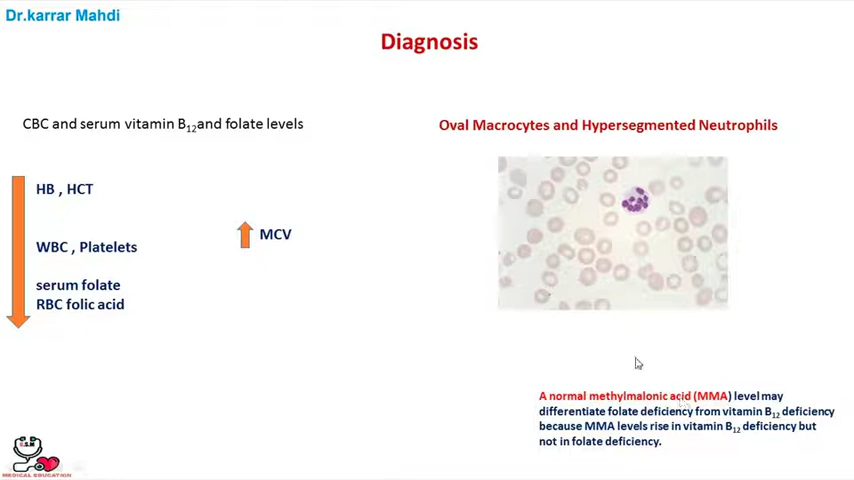 Dr.karrar Mahdi
Diagnosis
CBC and serum vitamin B12and folate levels
HB , HCT
WBC , Platelets
serum folate
RBC folic acid
MCV
Oval Macrocytes and Hypersegmented Neutrophils
A normal methylmalonic acid (MMA) level may
differentiate folate deficiency from vitamin B12 deficiency
because MMA levels rise in vitamin B12 deficiency but
not in folate deficiency.
MEDICAL EDUCATION